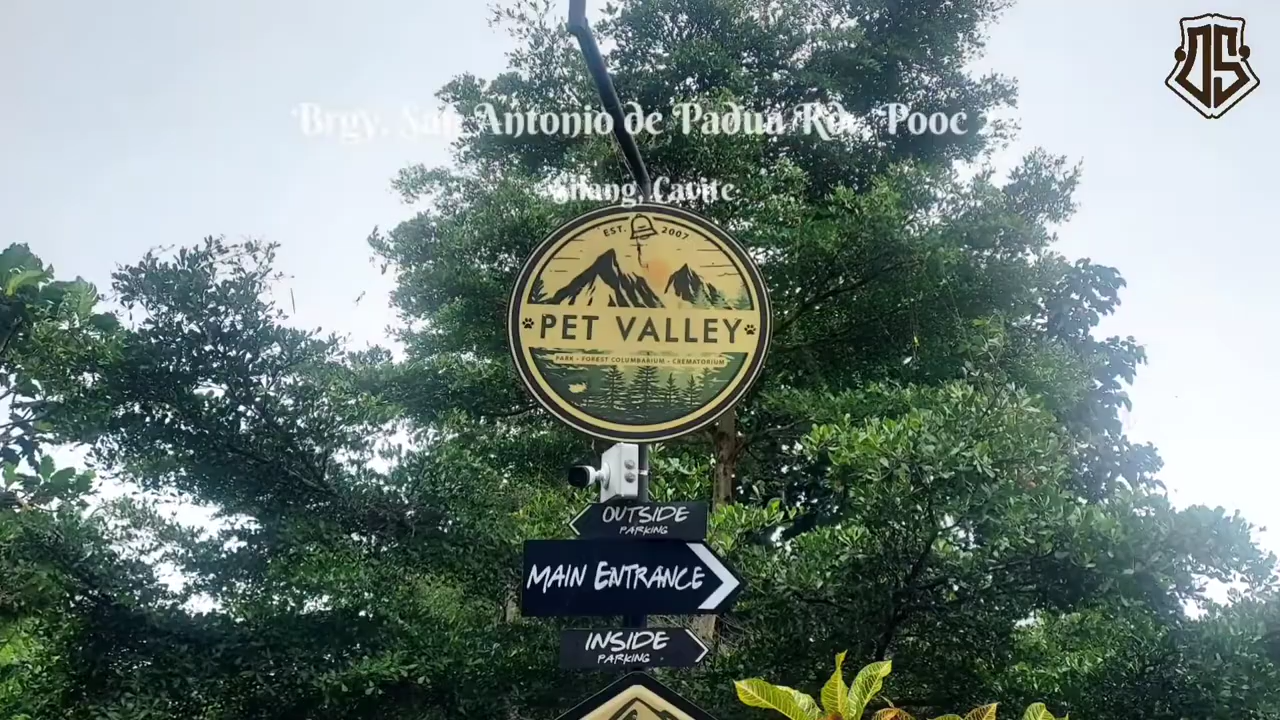 Brgy. San Antonio de Padua Rd., Pooc
Silang, Cavite
EST. 2007
PET VALLEY
PARK • FOREST COLUMBARIUM • CREMATORIUM
OUTSIDE
PARKING
MAIN ENTRANCE
INSIDE
PARKING